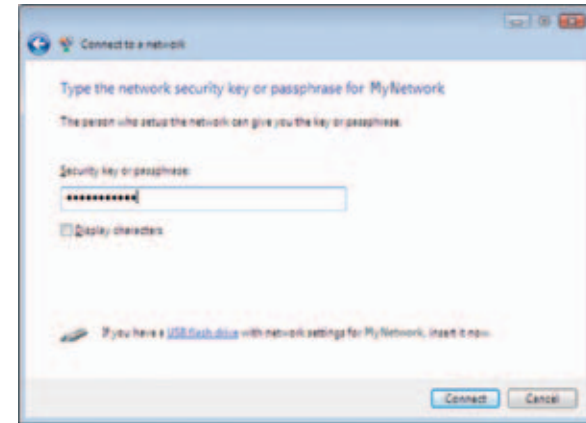 Connect to a network
Type the network security key or passphrase for MyNetwork
The person who setup the network can give you the key or passphrase.
Security key or passphrase:
•••••••••••
Display characters
If you have a USB flash drive with network settings for MyNetwork, insert it now.
Connect Cancel